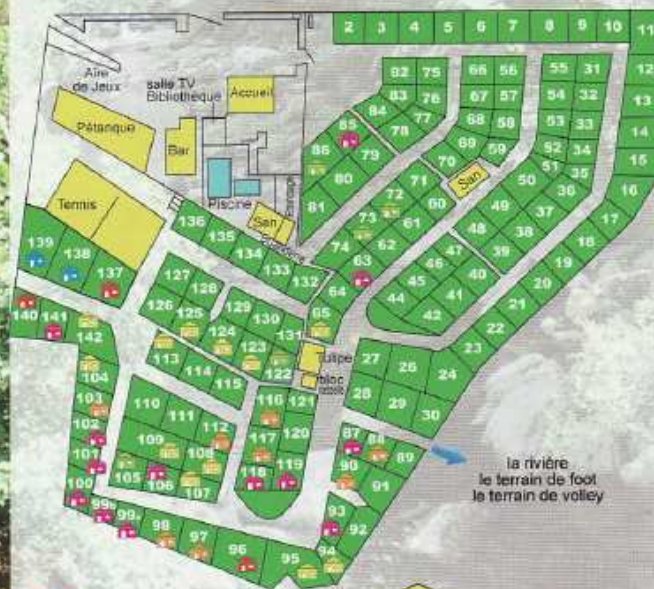 2 3 4 5 6 7 8 9 10 11
Aire
de Jeux
salle TV
Bibliothèque
Accueil
Pétanque
Bar
Piscine
San
Tennis
82 75 66 56 55 31 12
83 76 67 57 54 32 13
84 77 68 58 53 33 14
85 78 69 59 52 34 15
86 79 70 San 51 35 16
80 71 50 36 17
81 72 60 49 37 18
73 61 48 38 19
74 62 47 39 20
63 46 40 21
64 45 41 22
65 44 42 23
136 135 134 133 132
139 138 137
127 128 129 130 131
126 125 124 123 122
140 141 142
113 114 115
Tulipe
bloc
27 26 24
28 29 30
104
103
102
101
100
110 111 112
109 108
105 106 107
116 121
117 120
118 119
87 88 89
90 91
93 92
99 98 97 96 95 94
la rivière
le terrain de foot
le terrain de volley